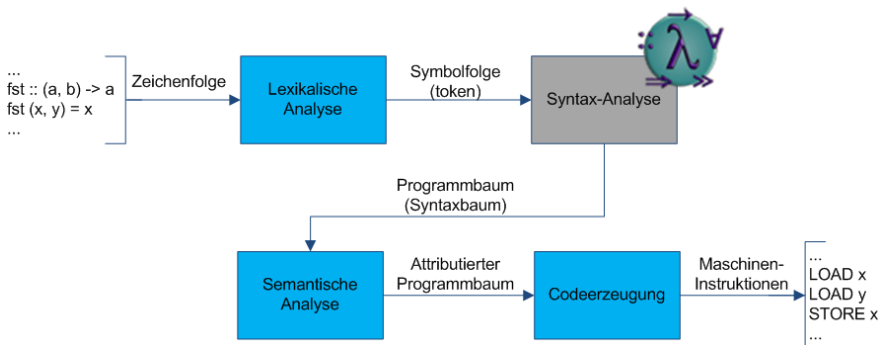 ...
fst :: (a, b) -> a
fst (x, y) = x
...
Zeichenfolge
Lexikalische
Analyse
Symbolfolge
(token)
Syntax-Analyse
:: λ ∀
Programmbaum
(Syntaxbaum)
Semantische
Analyse
Attributierter
Programmbaum
Codeerzeugung
Maschinen-
Instruktionen
...
LOAD x
LOAD y
STORE x
...